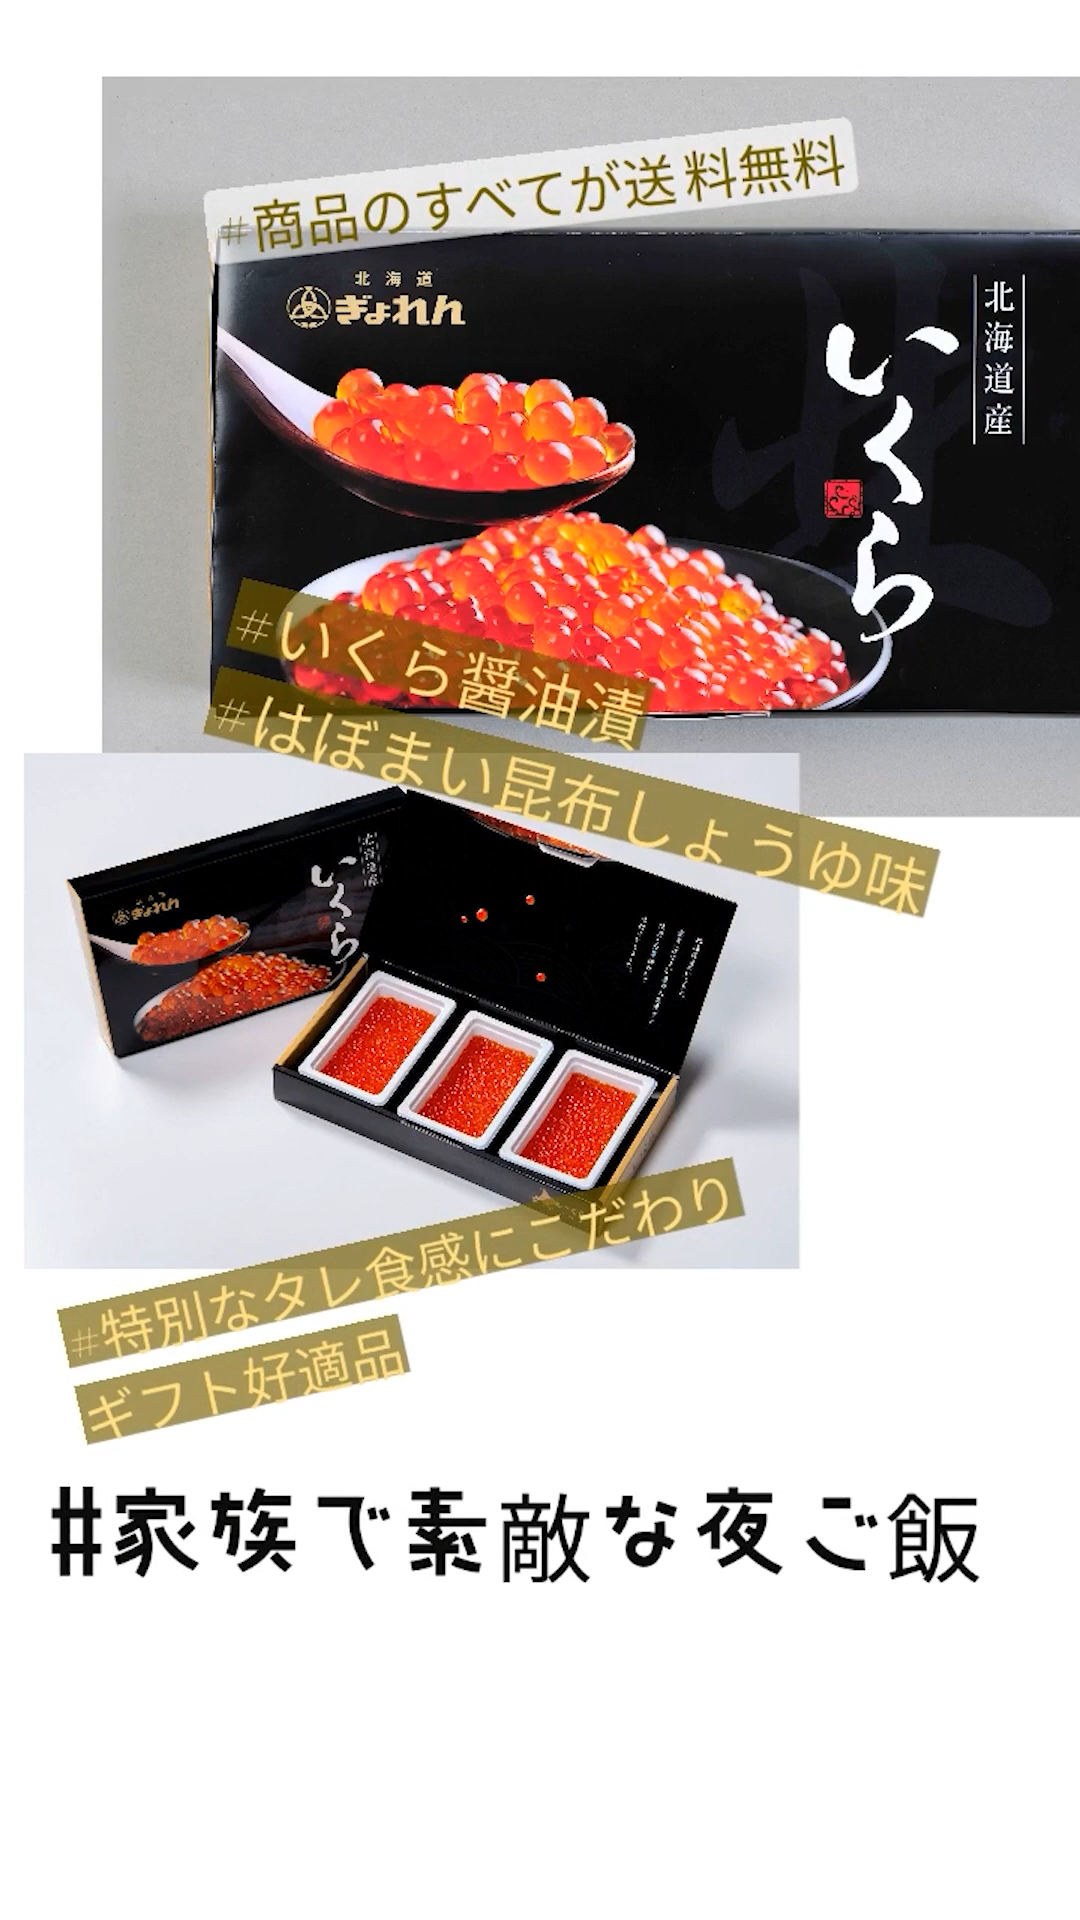 #商品のすべてが送料無料
北海道
ぎょれん
北海道産
いくら
#いくら醤油漬
#はぼまい昆布しょうゆ味
ぎょれん
いくら
#特別なタレ食感にこだわり
ギフト好適品
#家族で素敵な夜ご飯